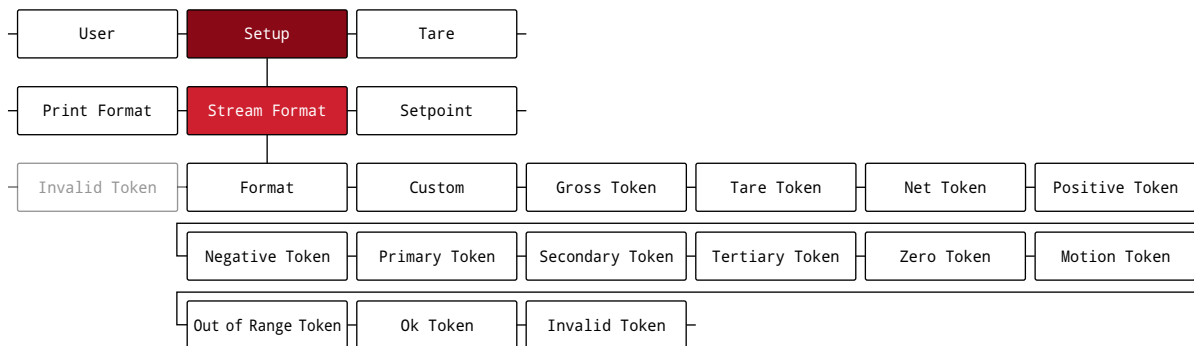 User Setup Tare
Print Format Stream Format Setpoint
Invalid Token Format Custom Gross Token Tare Token Net Token Positive Token
Negative Token Primary Token Secondary Token Tertiary Token Zero Token Motion Token
Out of Range Token Ok Token Invalid Token